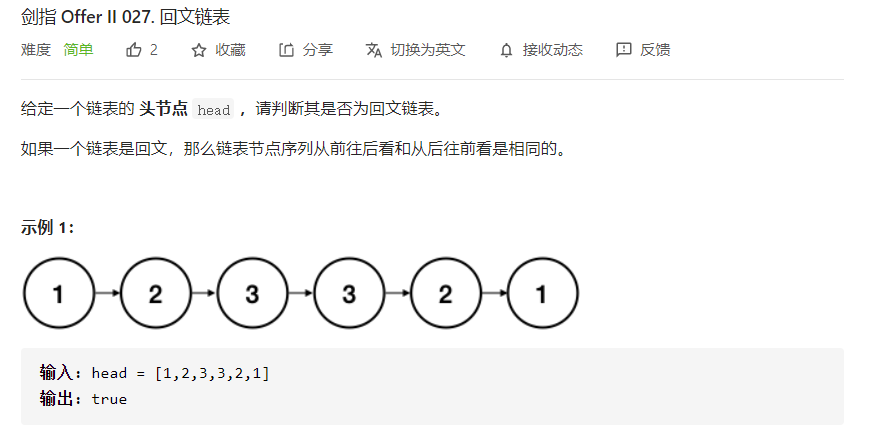 剑指 Offer II 027. 回文链表
难度 简单 2 收藏 分享 切换为英文 接收动态 反馈
给定一个链表的 头节点 head ，请判断其是否为回文链表。
如果一个链表是回文，那么链表节点序列从前往后看和从后往前看是相同的。
示例 1：
1 2 3 3 2 1
输入：head = [1,2,3,3,2,1]
输出：true